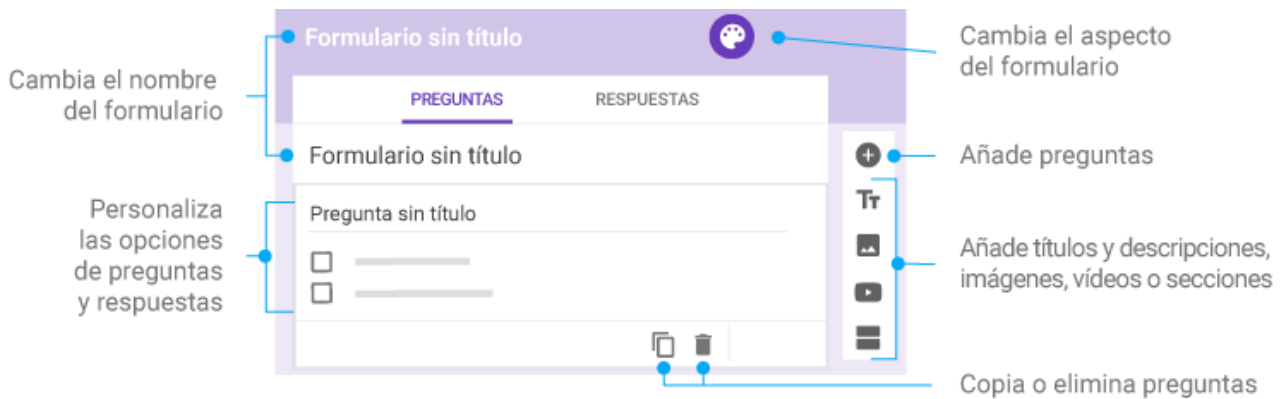 Formulario sin título
Cambia el aspecto
del formulario
Cambia el nombre
del formulario
PREGUNTAS
RESPUESTAS
Formulario sin título
Añade preguntas
Personaliza
las opciones
de preguntas
y respuestas
Pregunta sin título
Tт
Añade títulos y descripciones,
imágenes, vídeos o secciones
Copia o elimina preguntas